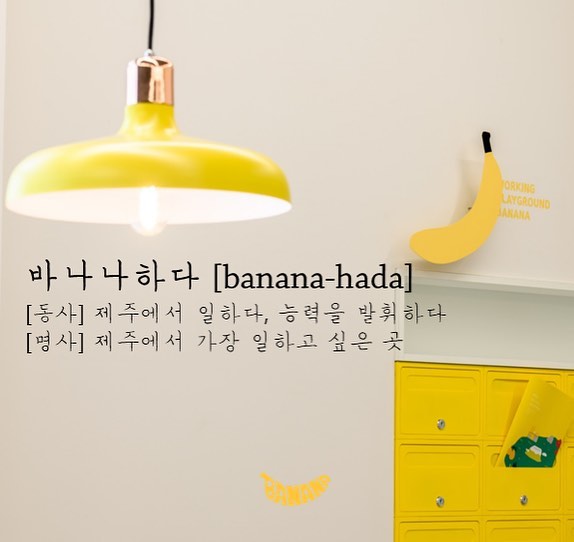 WORKING
PLAYGROUND
BANANA
바나나하다 [banana-hada]
[동사] 제주에서 일하다, 능력을 발휘하다
[명사] 제주에서 가장 일하고 싶은 곳
BANANA